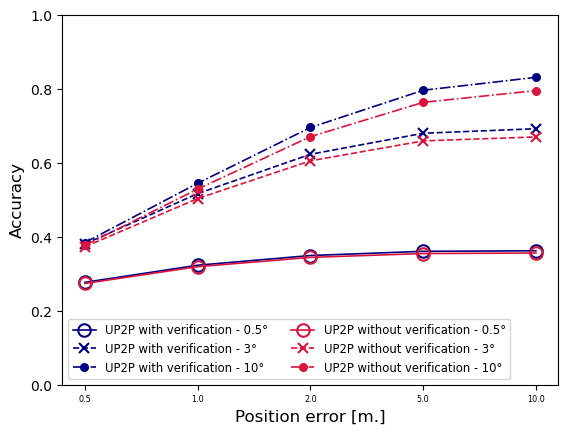 1.0
0.8
0.6
0.4
0.2
0.0
Accuracy
UP2P with verification - 0.5° UP2P without verification - 0.5°
UP2P with verification - 3° UP2P without verification - 3°
UP2P with verification - 10° UP2P without verification - 10°
0.5 1.0 2.0 5.0 10.0
Position error [m.]